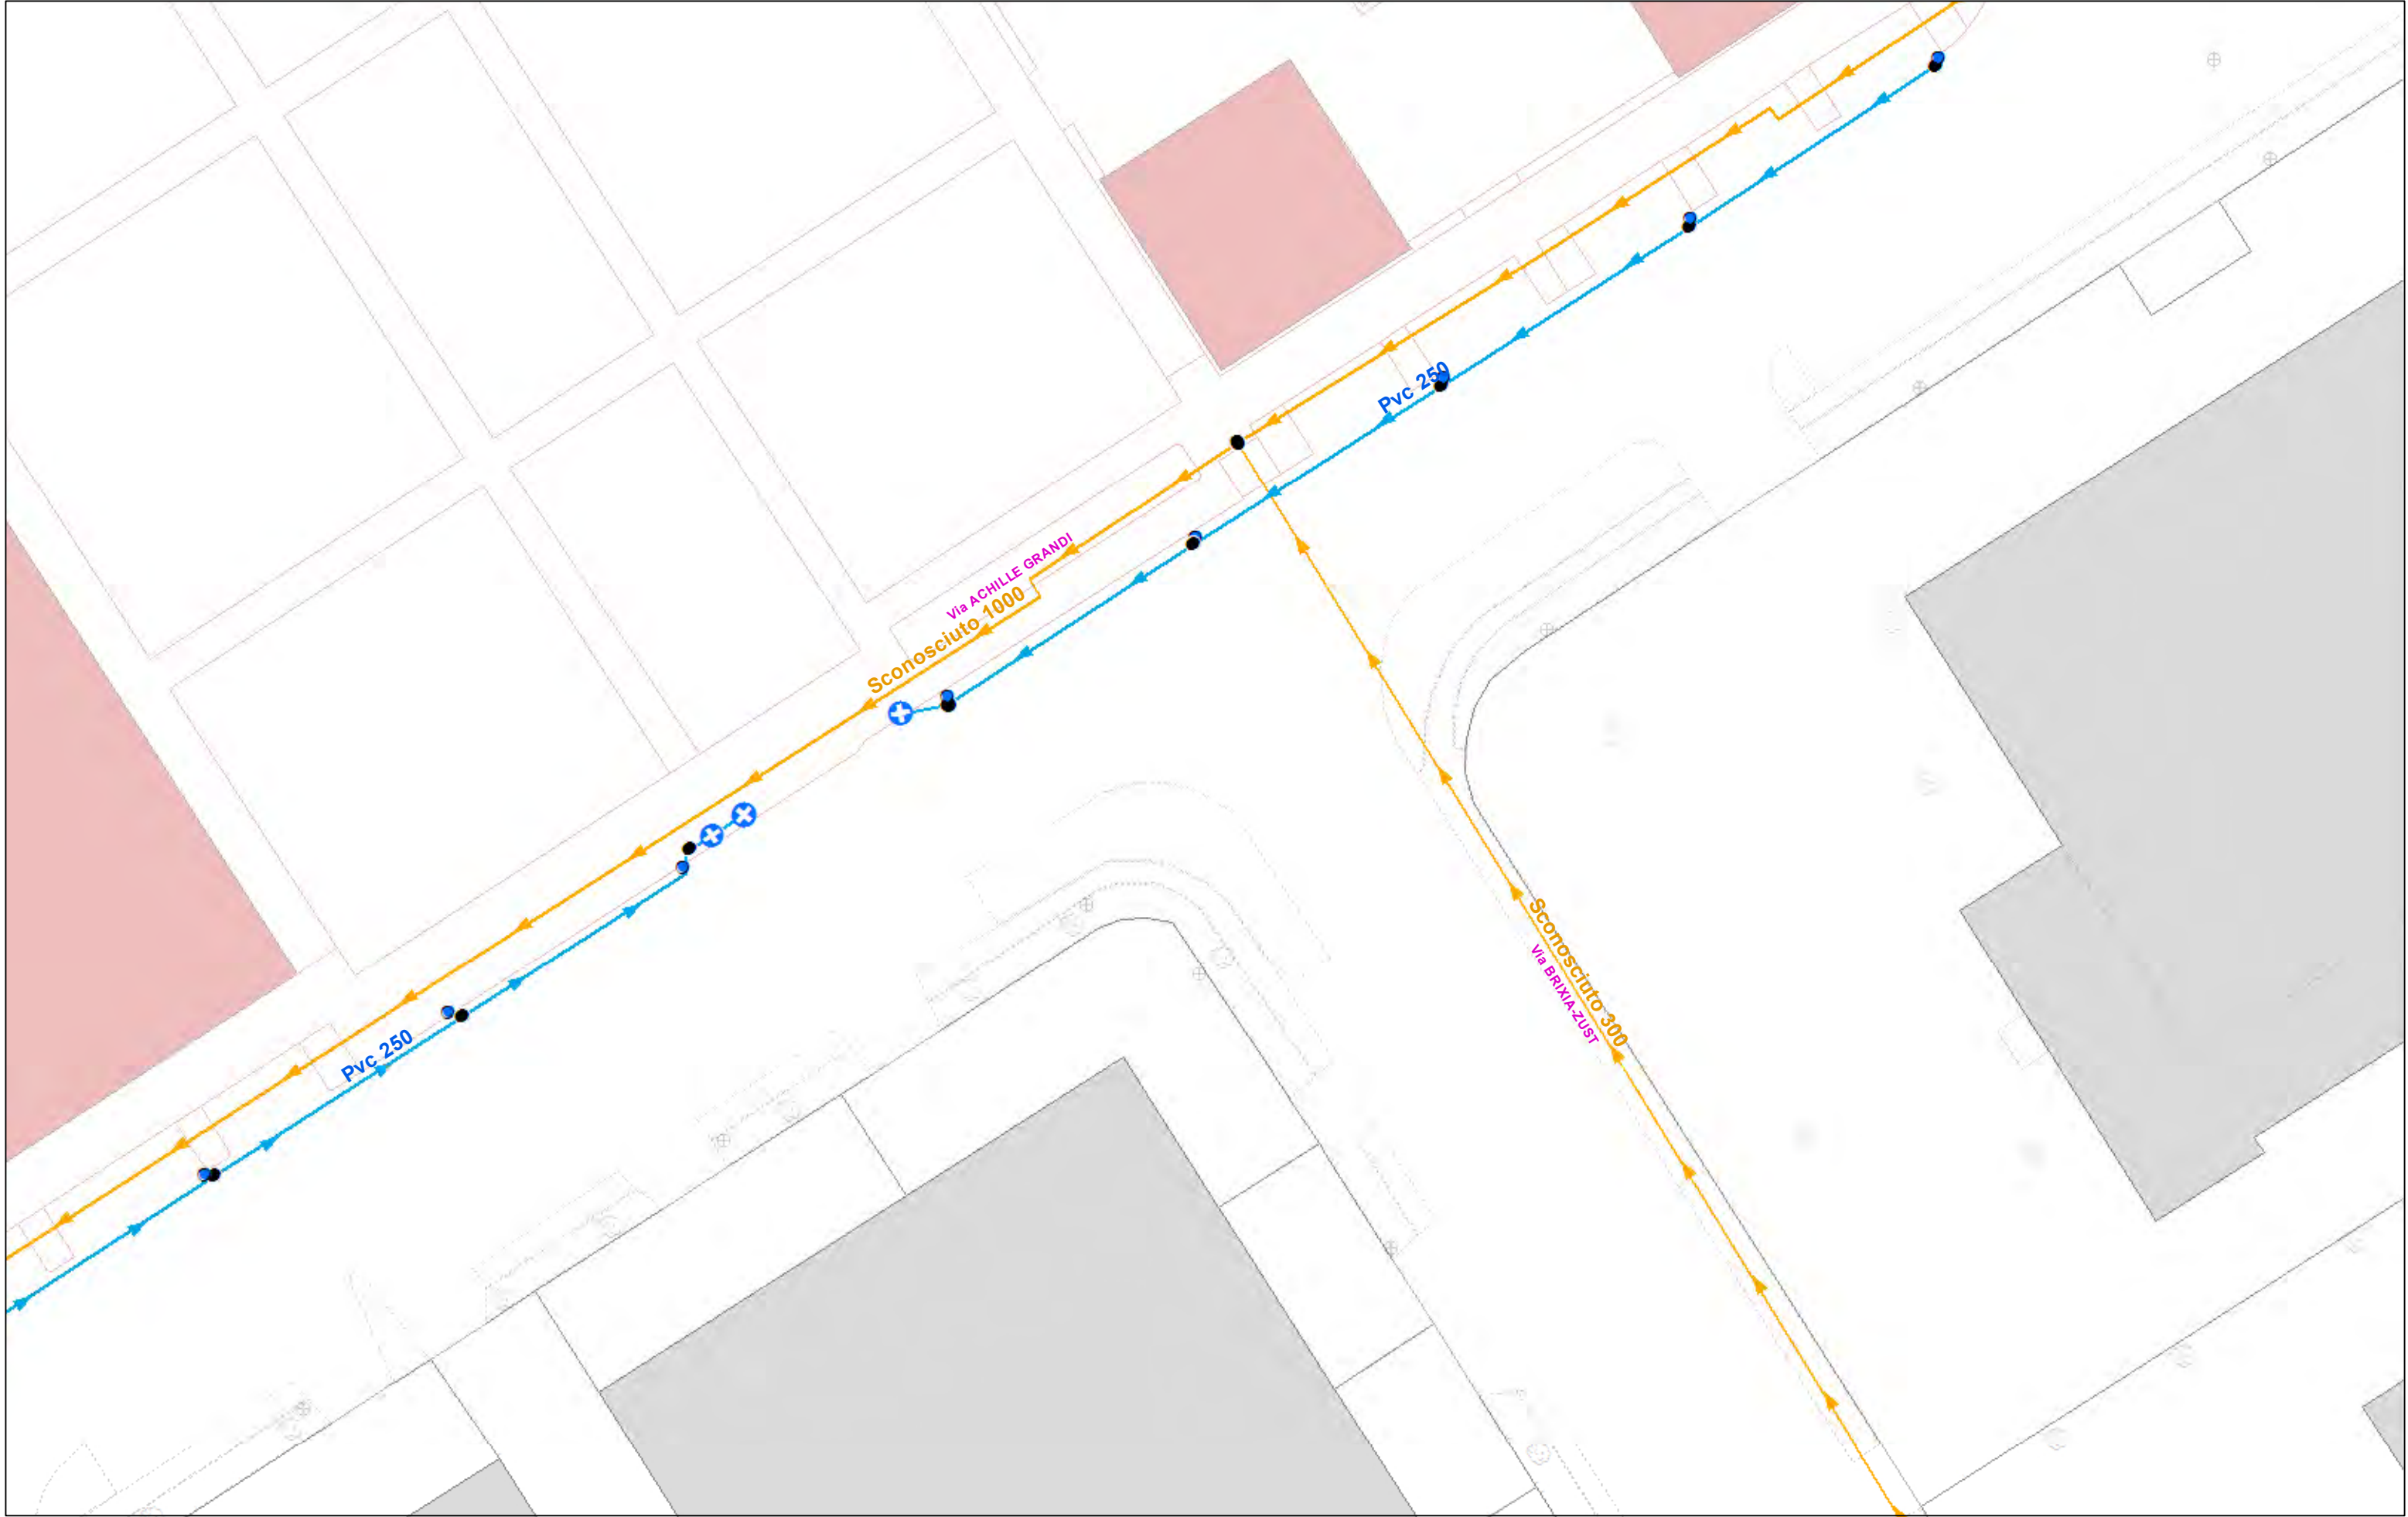 Pvc 250
Via ACHILLE GRANDI
Sconosciuto 1000
Sconosciuto 300
Via BRIXIA-ZUST
Pvc 250